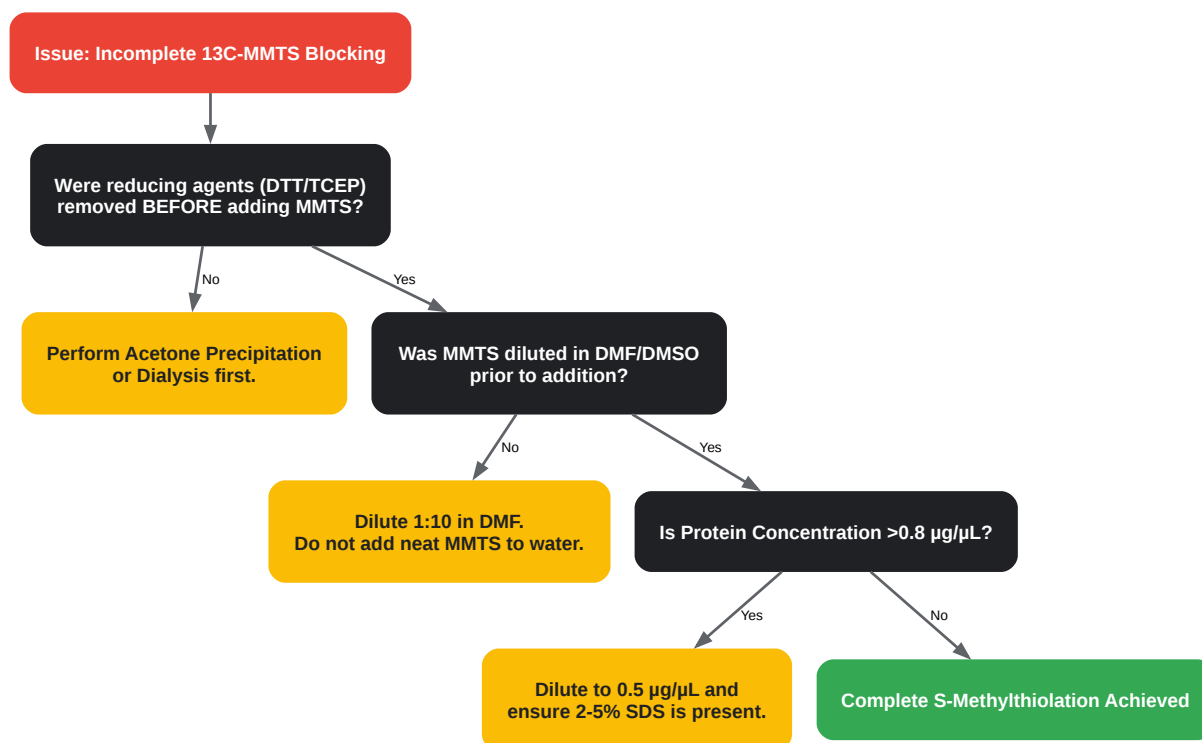 Issue: Incomplete 13C-MMTS Blocking
Were reducing agents (DTT/TCEP)
removed BEFORE adding MMTS?
No
Yes
Perform Acetone Precipitation
or Dialysis first.
Was MMTS diluted in DMF/DMSO
prior to addition?
No
Yes
Dilute 1:10 in DMF.
Do not add neat MMTS to water.
Is Protein Concentration >0.8 µg/µL?
Yes
No
Dilute to 0.5 µg/µL and
ensure 2-5% SDS is present.
Complete S-Methylthiolation Achieved